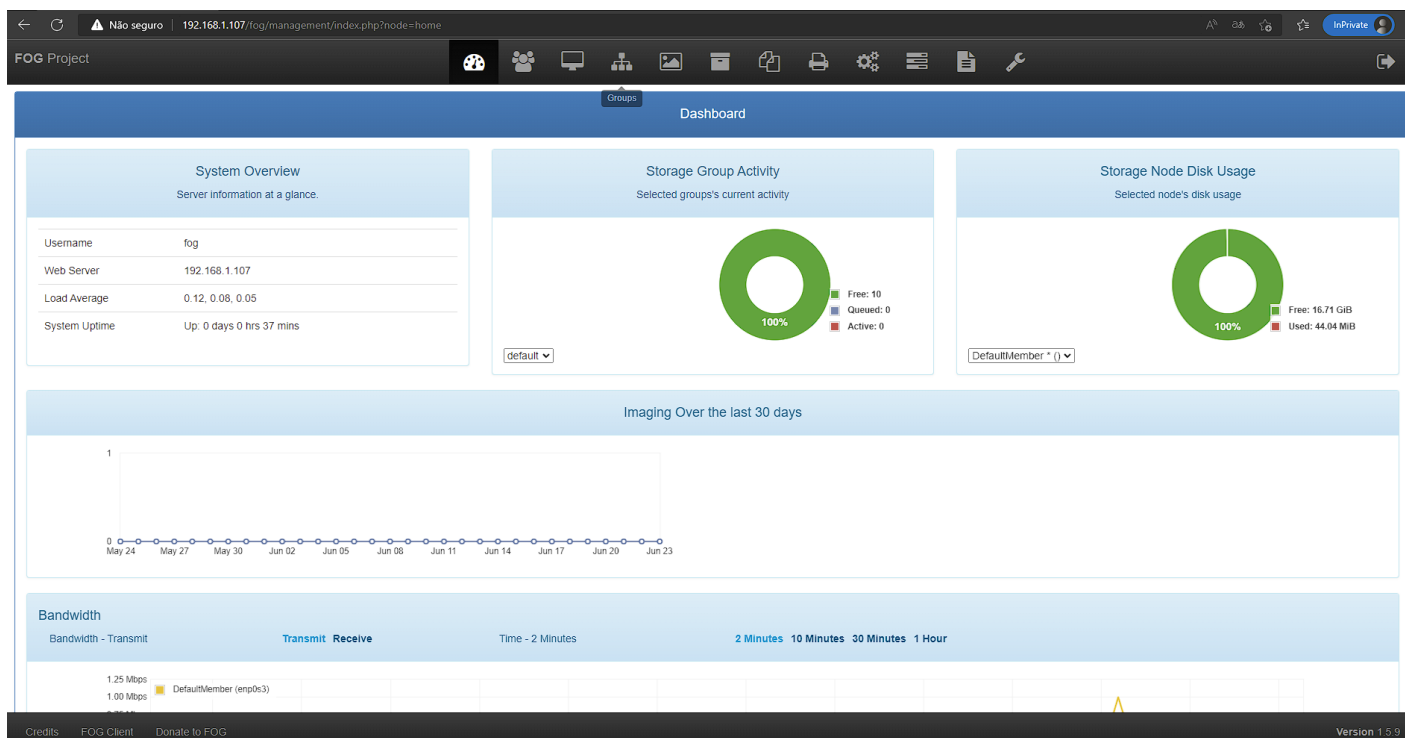 Não seguro 192.168.1.107/fog/management/index.php?node=home InPrivate
FOG Project
Groups
Dashboard
System Overview
Server information at a glance.
Username fog
Web Server 192.168.1.107
Load Average 0.12, 0.08, 0.05
System Uptime Up: 0 days 0 hrs 37 mins
Storage Group Activity
Selected groups's current activity
100%
Free: 10
Queued: 0
Active: 0
default
Storage Node Disk Usage
Selected node's disk usage
100%
Free: 16.71 GiB
Used: 44.04 MiB
DefaultMember * ()
Imaging Over the last 30 days
1
0
May 24 May 27 May 30 Jun 02 Jun 05 Jun 08 Jun 11 Jun 14 Jun 17 Jun 20 Jun 23
Bandwidth
Bandwidth - Transmit Transmit Receive Time - 2 Minutes 2 Minutes 10 Minutes 30 Minutes 1 Hour
1.25 Mbps
DefaultMember (enp0s3)
1.00 Mbps
Credits FOG Client Donate to FOG Version 1.5.9